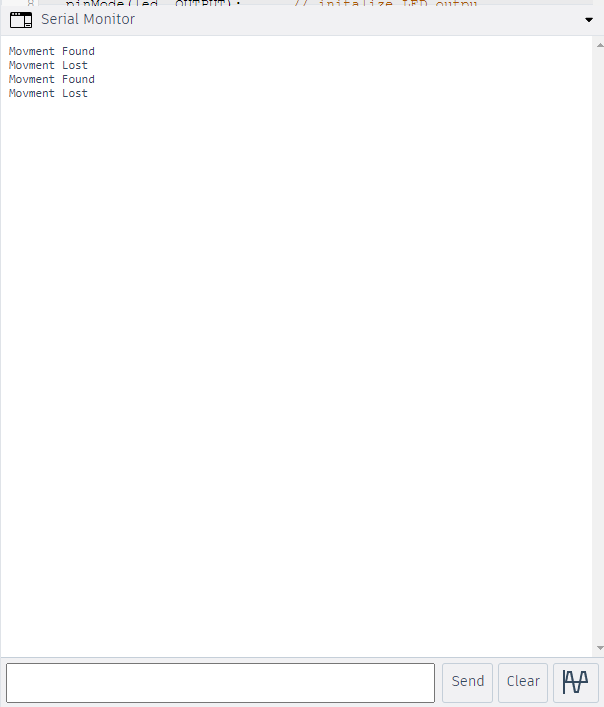 8 pinMode(led, OUTPUT); // initalize LED outpu
Serial Monitor
Movment Found
Movment Lost
Movment Found
Movment Lost
Send
Clear